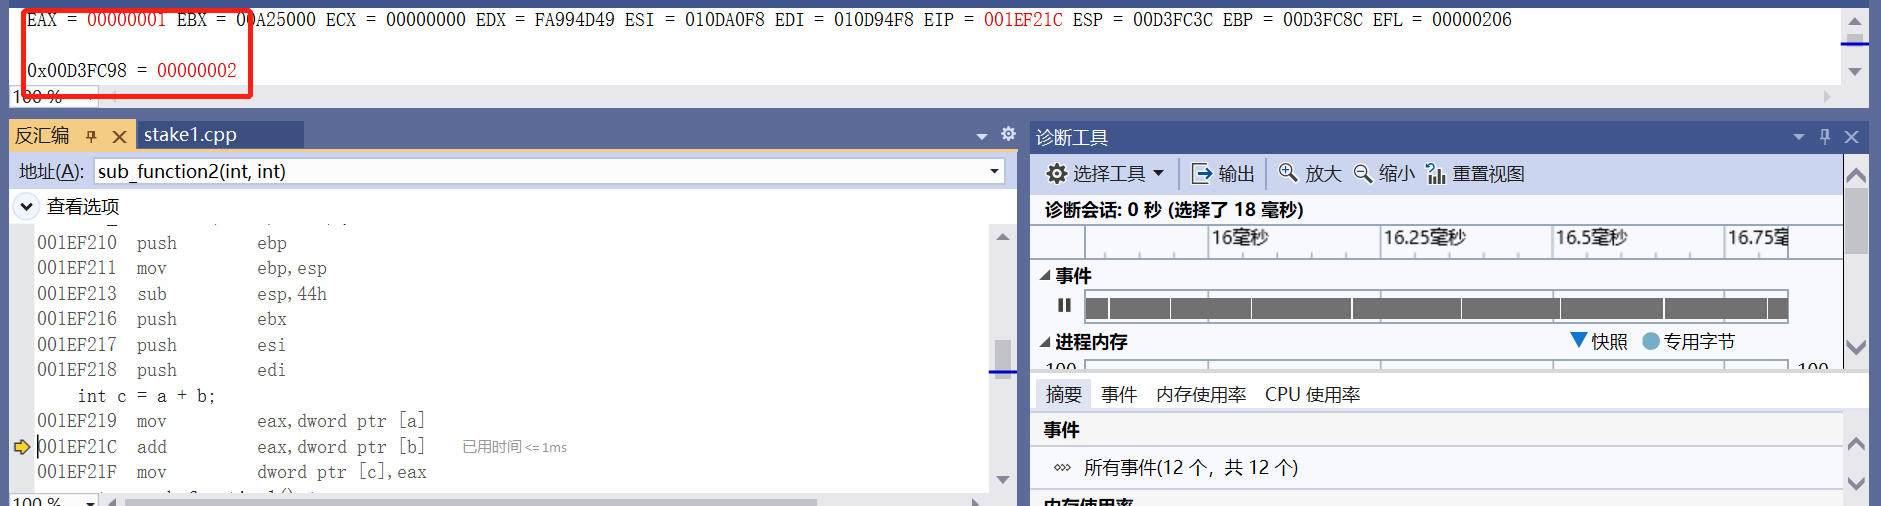 EAX = 00000001 EBX = 00A25000 ECX = 00000000 EDX = FA994D49 ESI = 010DA0F8 EDI = 010D94F8 EIP = 001EF21C ESP = 00D3FC3C EBP = 00D3FC8C EFL = 00000206
0x00D3FC98 = 00000002
100 %
反汇编
stake1.cpp
地址(A):
sub_function2(int, int)
查看选项
001EF210 push ebp
001EF211 mov ebp,esp
001EF213 sub esp,44h
001EF216 push ebx
001EF217 push esi
001EF218 push edi
int c = a + b;
001EF219 mov eax,dword ptr [a]
001EF21C add eax,dword ptr [b] 已用时间 <= 1ms
001EF21F mov dword ptr [c],eax
100 %
诊断工具
选择工具 输出 放大 缩小 重置视图
诊断会话: 0 秒 (选择了 18 毫秒)
16毫秒 16.25毫秒 16.5毫秒 16.75毫
事件
进程内存 快照 专用字节
100 100
摘要 事件 内存使用率 CPU 使用率
事件
所有事件(12 个，共 12 个)
内存使用率